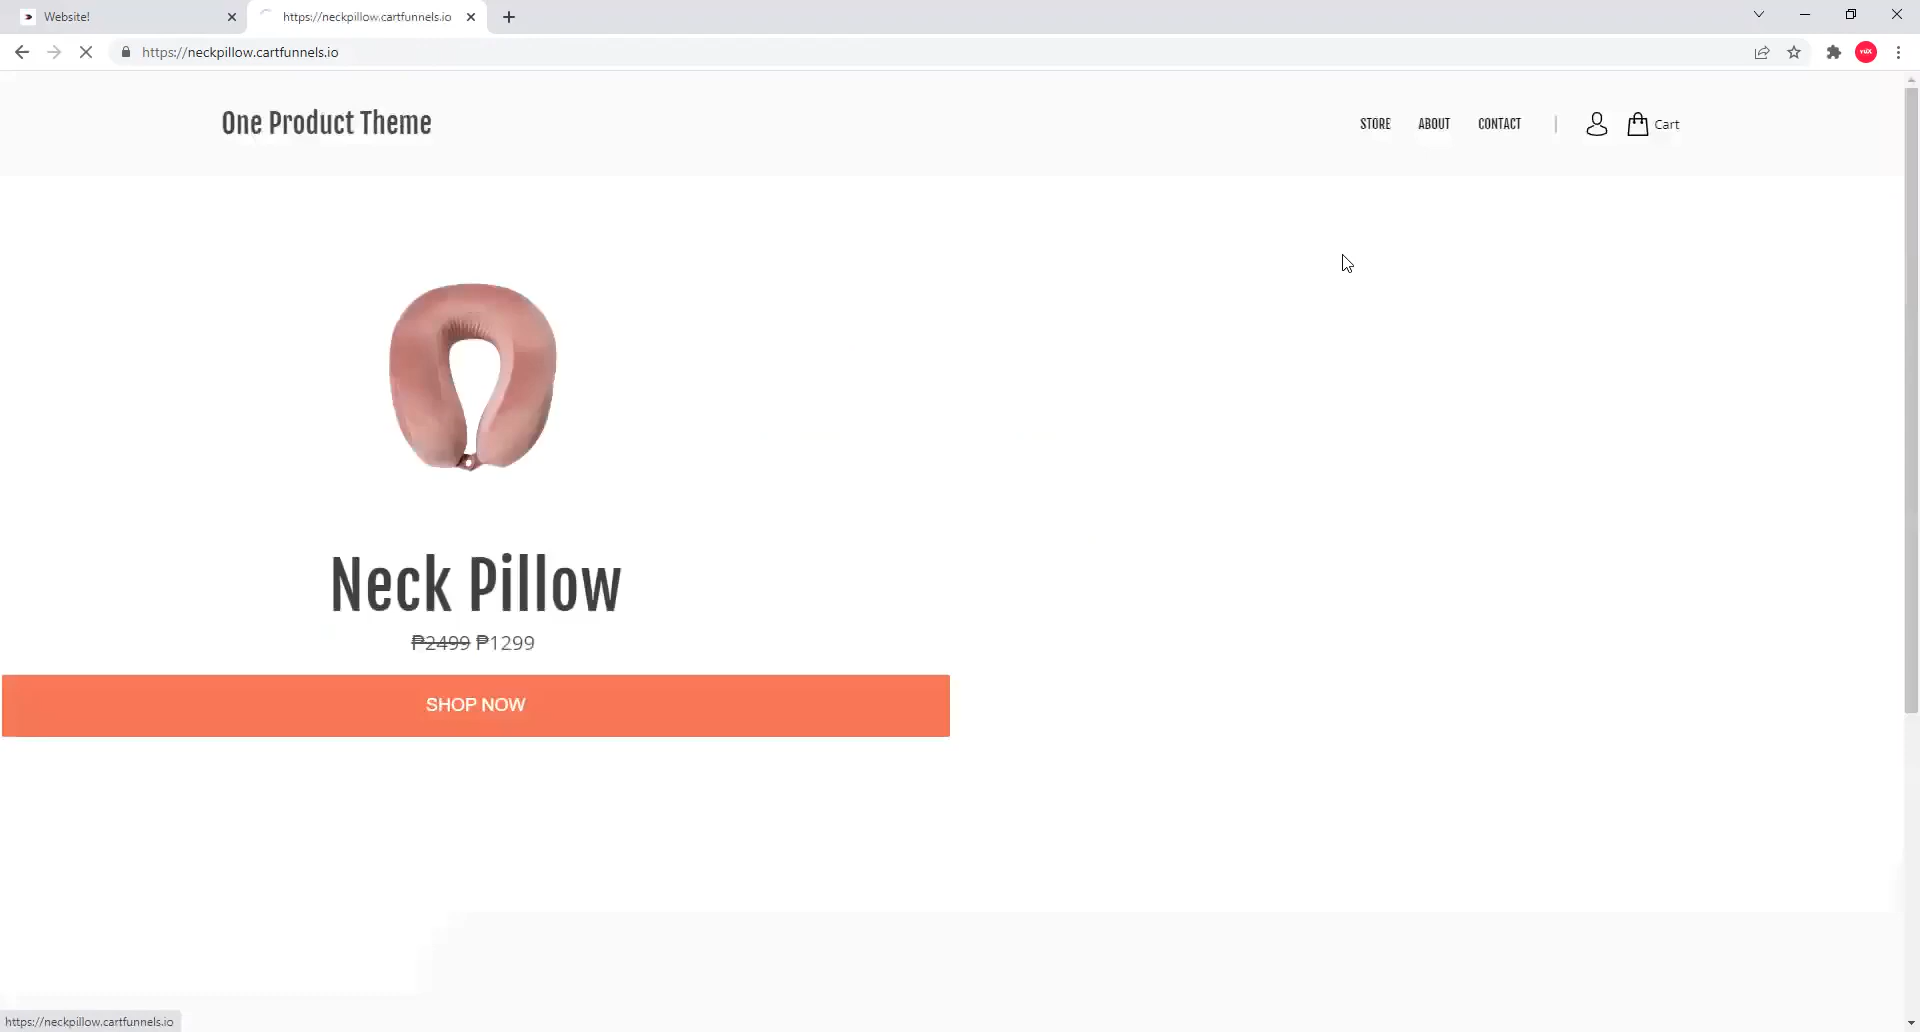 Website!
https://neckpillow.cartfunnels.io
https://neckpillow.cartfunnels.io
One Product Theme
STORE ABOUT CONTACT | Cart
Neck Pillow
₱2499 ₱1299
SHOP NOW
https://neckpillow.cartfunnels.io